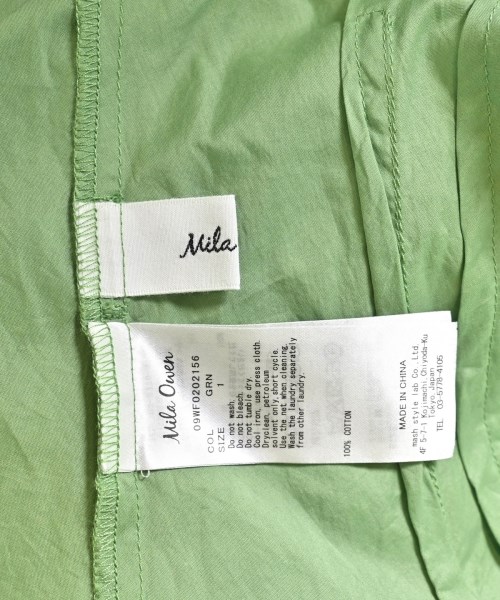 Mila
Mila Owen
09WF0202156
COL GRN
SIZE 1
Do not wash.
Do not bleach.
Do not tumble dry.
Cool iron, use press cloth.
Dryclean, petroleum
solvent only,short cycle.
Use the net when cleaning.
Wash the laundry separately
from other laundry.
100% COTTON
MADE IN CHINA
mash style lab Co.,Ltd.
4F 5-7-1 Koujimachi Chiyoda-Ku
Tokyo Japan
TEL 03-5778-4105